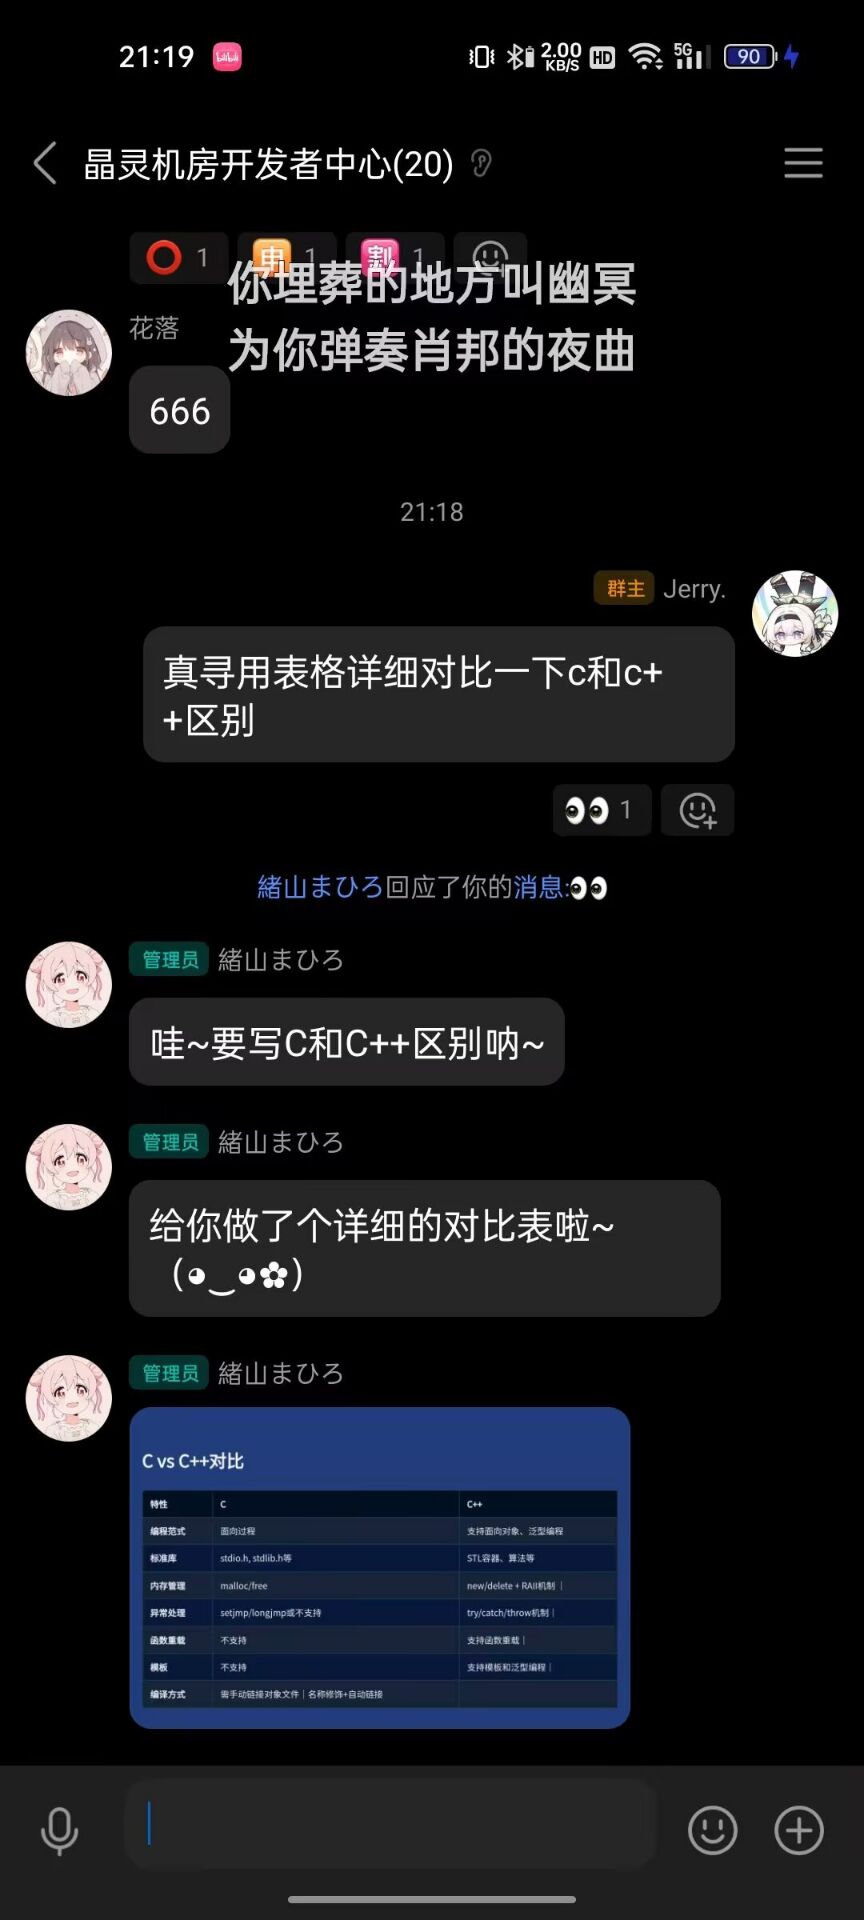 21:19 bilibili 2.00 KB/S HD 5G 90
晶灵机房开发者中心(20)
1 申 1 割 1
你埋葬的地方叫幽冥
花落
为你弹奏肖邦的夜曲
666
21:18
群主 Jerry.
真寻用表格详细对比一下c和c+
+区别
1
緒山まひろ回应了你的消息:
管理员 緒山まひろ
哇~要写C和C++区别呐~
管理员 緒山まひろ
给你做了个详细的对比表啦~
(◕‿◕✿)
管理员 緒山まひろ
C vs C++对比
特性 C C++
编程范式 面向过程 支持面向对象、泛型编程
标准库 stdio.h, stdlib.h等 STL容器、算法等
内存管理 malloc/free new/delete + RAII机制 |
异常处理 setjmp/longjmp或不支持 try/catch/throw机制 |
函数重载 不支持 支持函数重载 |
模板 不支持 支持模板和泛型编程 |
编译方式 需手动链接对象文件 | 名称修饰+自动链接